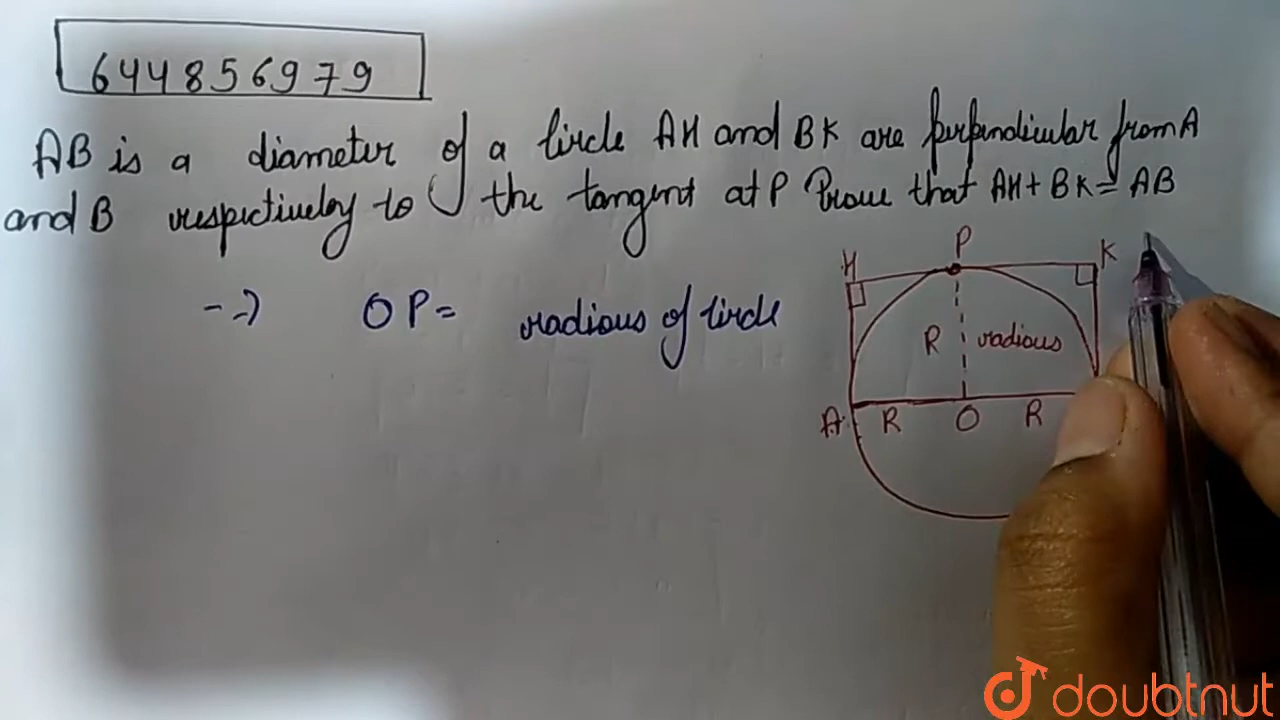 644856979
AB is a diameter of a circle AH and BK are perpendicular from A
and B respectively to the tangent at P Prove that AH + BK = AB
H P K
--> OP = radious of circle
R radious
A R O R
doubtnut